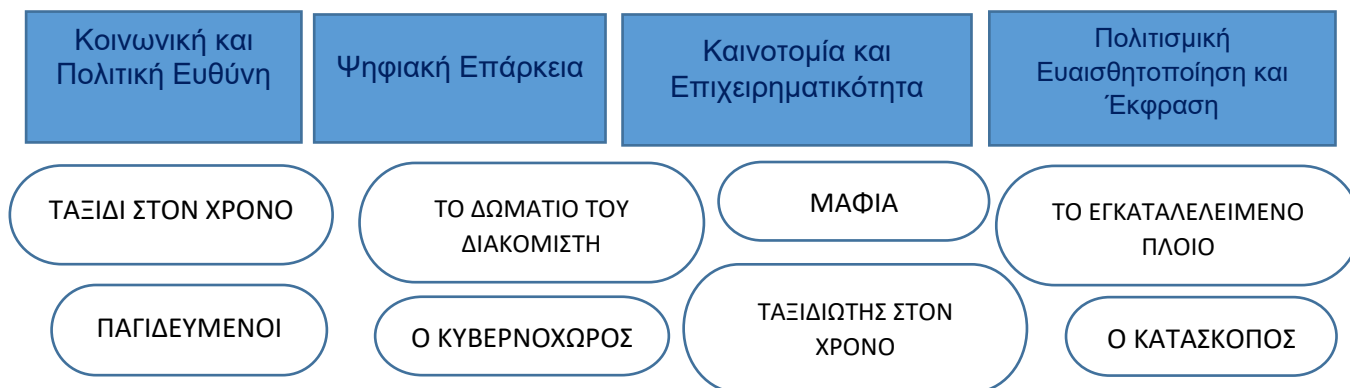 Κοινωνική και
Πολιτική Ευθύνη
Ψηφιακή Επάρκεια
Καινοτομία και
Επιχειρηματικότητα
Πολιτισμική
Ευαισθητοποίηση και
Έκφραση
ΤΑΞΙΔΙ ΣΤΟΝ ΧΡΟΝΟ
ΤΟ ΔΩΜΑΤΙΟ ΤΟΥ
ΔΙΑΚΟΜΙΣΤΗ
ΜΑΦΙΑ
ΤΟ ΕΓΚΑΤΑΛΕΛΕΙΜΕΝΟ
ΠΛΟΙΟ
ΠΑΓΙΔΕΥΜΕΝΟΙ
Ο ΚΥΒΕΡΝΟΧΩΡΟΣ
ΤΑΞΙΔΙΩΤΗΣ ΣΤΟΝ
ΧΡΟΝΟ
Ο ΚΑΤΑΣΚΟΠΟΣ